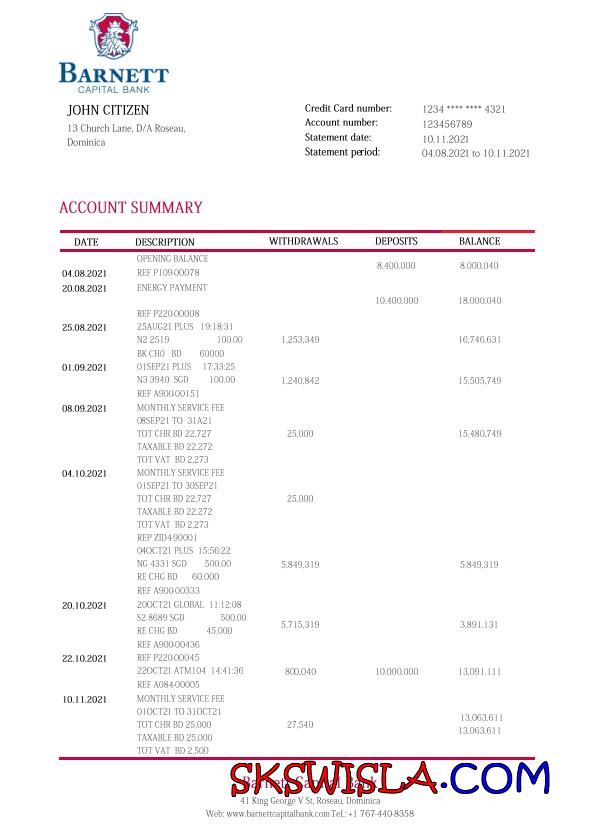 BARNETT
CAPITAL BANK
JOHN CITIZEN
13 Church Lane, D/A Roseau,
Dominica
Credit Card number: 1234 **** **** 4321
Account number: 123456789
Statement date: 10.11.2021
Statement period: 04.08.2021 to 10.11.2021
ACCOUNT SUMMARY
DATE DESCRIPTION WITHDRAWALS DEPOSITS BALANCE
OPENING BALANCE
8,400.000 8.000.040
04.08.2021 REF P109-00078
20.08.2021 ENERGY PAYMENT
10.400.000 18.000.040
REF P220-00008
25.08.2021 25AUG21 PLUS 19:18:31
N2 2519 100.00 1,253,349 16,746.631
BK CHO BD 60000
01.09.2021 01SEP21 PLUS 17:33:25
N3 3940 SGD 100.00 1,240,842 15,505,749
REF A900-00151
08.09.2021 MONTHLY SERVICE FEE
08SEP21 TO 31A21
TOT CHR BD 22,727 25,000 15,480,749
TAXABLE BD 22,272
TOT VAT BD 2,273
04.10.2021 MONTHLY SERVICE FEE
01SEP21 TO 30SEP21
TOT CHR BD 22,727 25,000
TAXABLE BD 22,272
TOT VAT BD 2,273
REP ZID490001
04OCT21 PLUS 15:56:22
NG 4331 SGD 500.00 5,849,319 5,849,319
RE CHG BD 60.000
REF A900-00333
20.10.2021 20OCT21 GLOBAL 11:12:08
S2 8689 SGD 500.00
5,715,319 3,891.131
RE CHG BD 45,000
REF A900-00436
22.10.2021 REF P220-00045
22OCT21 ATM104 14:41:36 800,040 10,000.000 13,091.111
REF A084-00005
10.11.2021 MONTHLY SERVICE FEE
01OCT21 TO 31OCT21
13,063.611
TOT CHR BD 25,000 27,540
13,063.611
TAXABLE BD 25,000
TOT VAT BD 2,500
Barnett Capital Bank
SKSWISLA.COM
41 King George V St, Roseau, Dominica
Web: www.barnettcapitalbank.com TeL: +1 767-440-8358